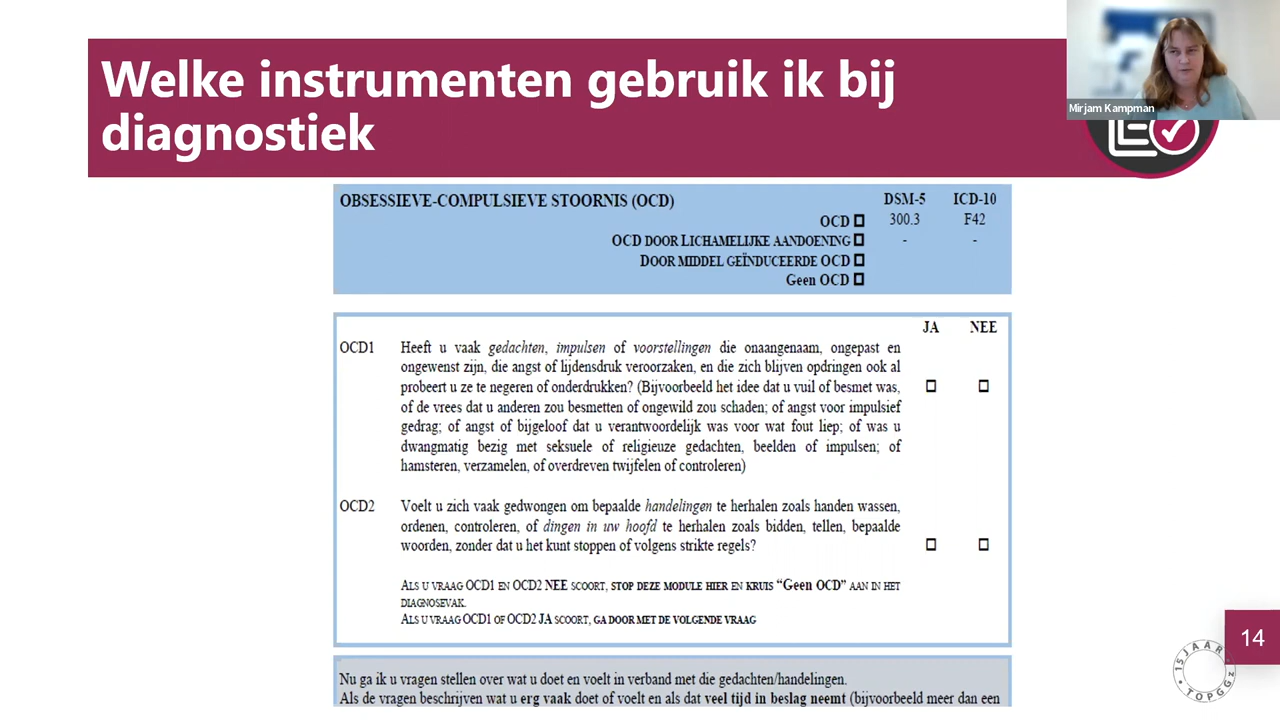 Welke instrumenten gebruik ik bij
diagnostiek
Mirjam Kampman
OBSESSIEVE-COMPULSIEVE STOORNIS (OCD) DSM-5 ICD-10
OCD 300.3 F42
OCD DOOR LICHAMELIJKE AANDOENING - -
DOOR MIDDEL GEÏNDUCEERDE OCD
Geen OCD
JA NEE
OCD1 Heeft u vaak gedachten, impulsen of voorstellingen die onaangenaam, ongepast en
ongewenst zijn, die angst of lijdensdruk veroorzaken, en die zich blijven opdringen ook al
probeert u ze te negeren of onderdrukken? (Bijvoorbeeld het idee dat u vuil of besmet was,
of de vrees dat u anderen zou besmetten of ongewild zou schaden; of angst voor impulsief
gedrag; of angst of bijgeloof dat u verantwoordelijk was voor wat fout liep; of was u
dwangmatig bezig met seksuele of religieuze gedachten, beelden of impulsen; of
hamsteren, verzamelen, of overdreven twijfelen of controleren)
OCD2 Voelt u zich vaak gedwongen om bepaalde handelingen te herhalen zoals handen wassen,
ordenen, controleren, of dingen in uw hoofd te herhalen zoals bidden, tellen, bepaalde
woorden, zonder dat u het kunt stoppen of volgens strikte regels?
ALS U VRAAG OCD1 EN OCD2 NEE SCOORT, STOP DEZE MODULE HIER EN KRUIS “Geen OCD” AAN IN HET
DIAGNOSEVAK.
ALS U VRAAG OCD1 OF OCD2 JA SCOORT, GA DOOR MET DE VOLGENDE VRAAG
Nu ga ik u vragen stellen over wat u doet en voelt in verband met die gedachten/handelingen.
Als de vragen beschrijven wat u erg vaak doet of voelt en als dat veel tijd in beslag neemt (bijvoorbeeld meer dan een
14
15 JAAR
TOPGGz